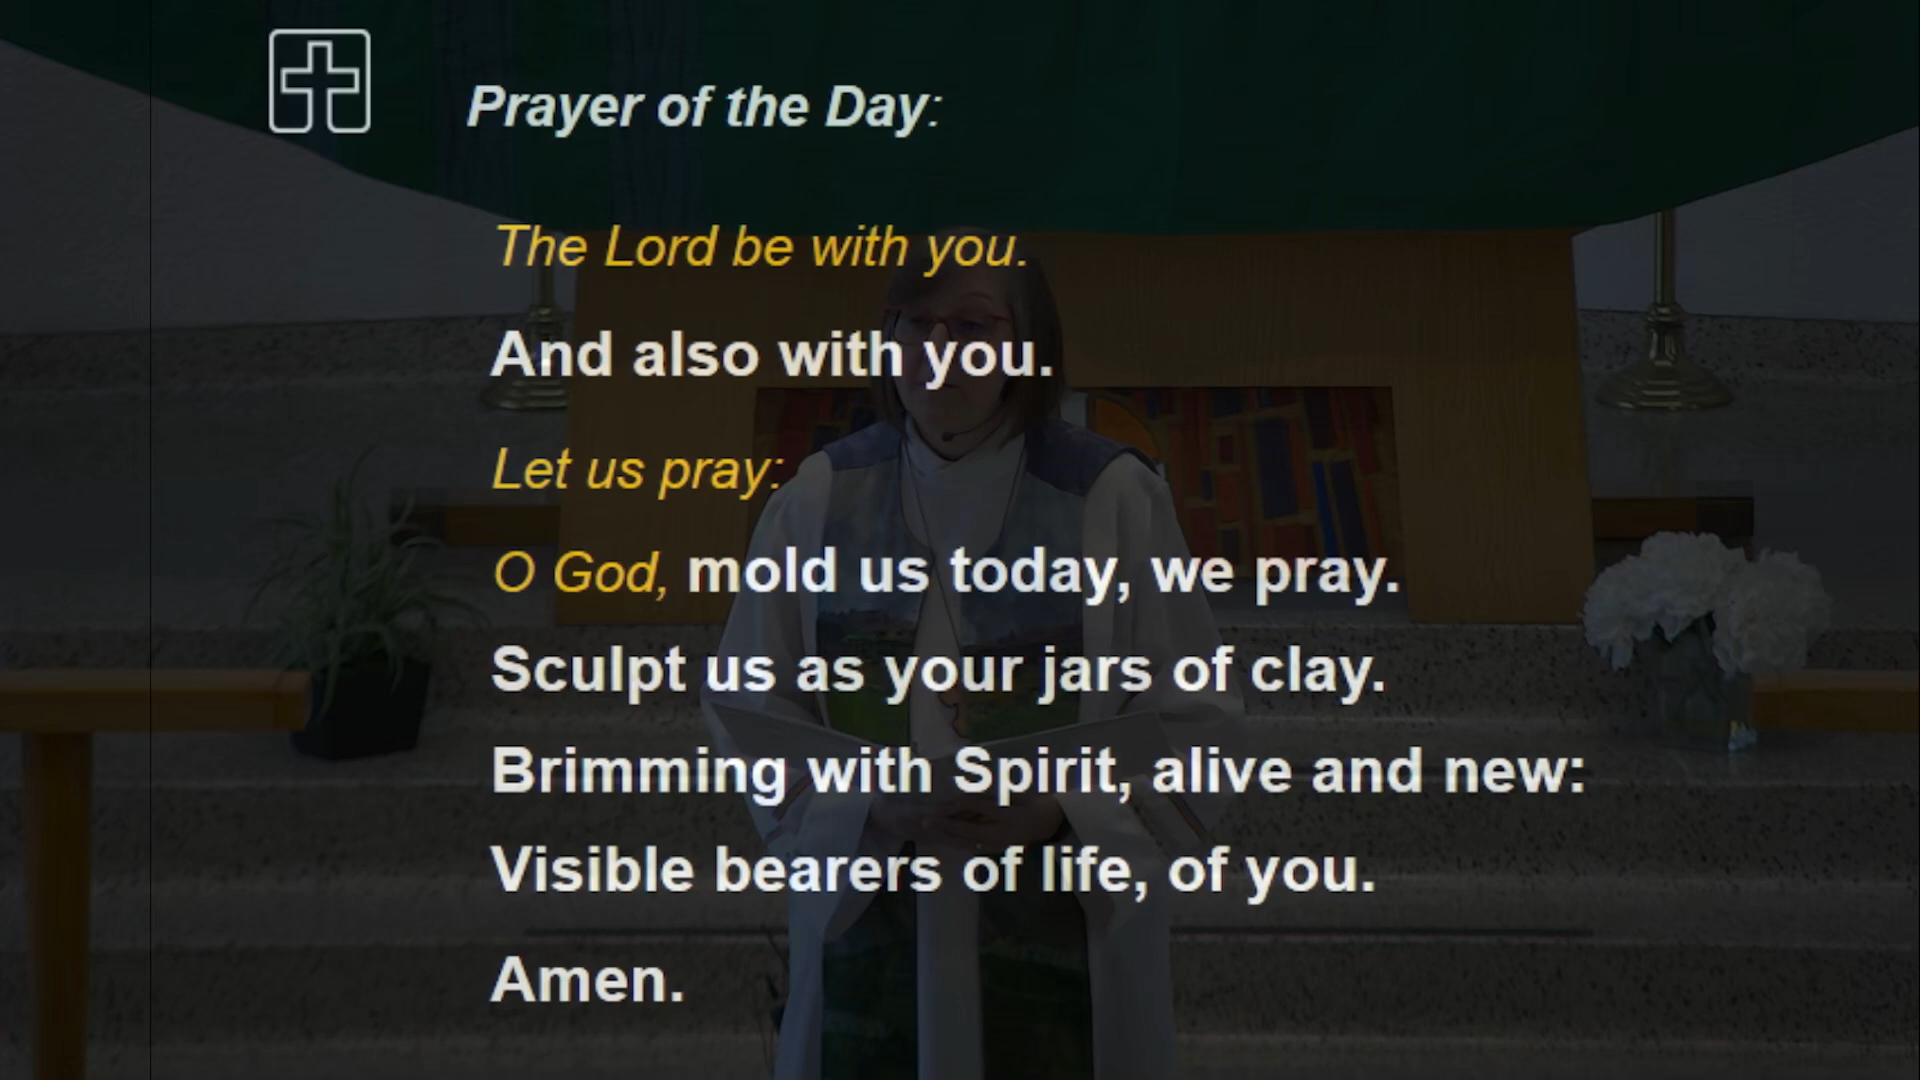 Prayer of the Day:
The Lord be with you.
And also with you.
Let us pray:
O God, mold us today, we pray.
Sculpt us as your jars of clay.
Brimming with Spirit, alive and new:
Visible bearers of life, of you.
Amen.